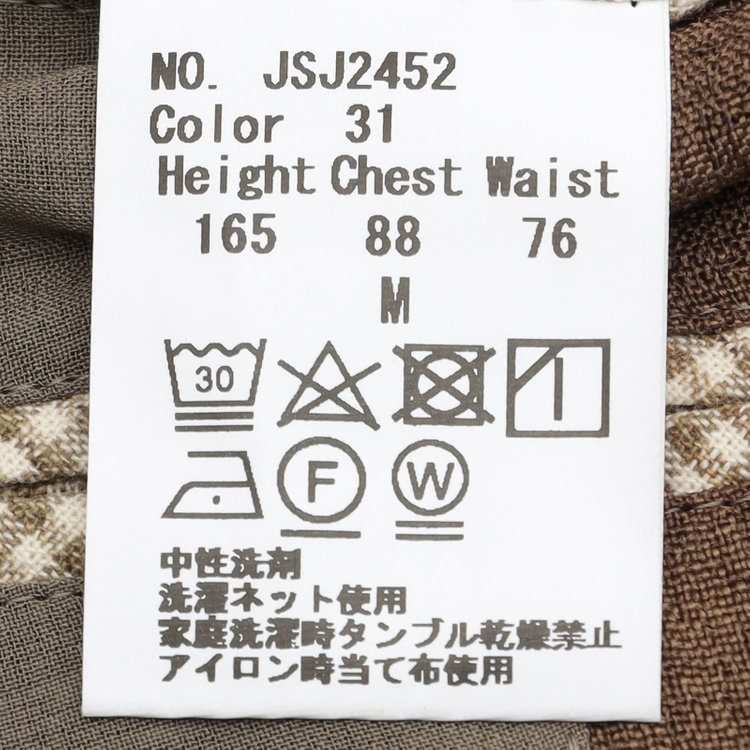 NO. JSJ2452
Color 31
Height Chest Waist
165 88 76
M
30
F W
中性洗剤
洗濯ネット使用
家庭洗濯時タンブル乾燥禁止
アイロン時当て布使用